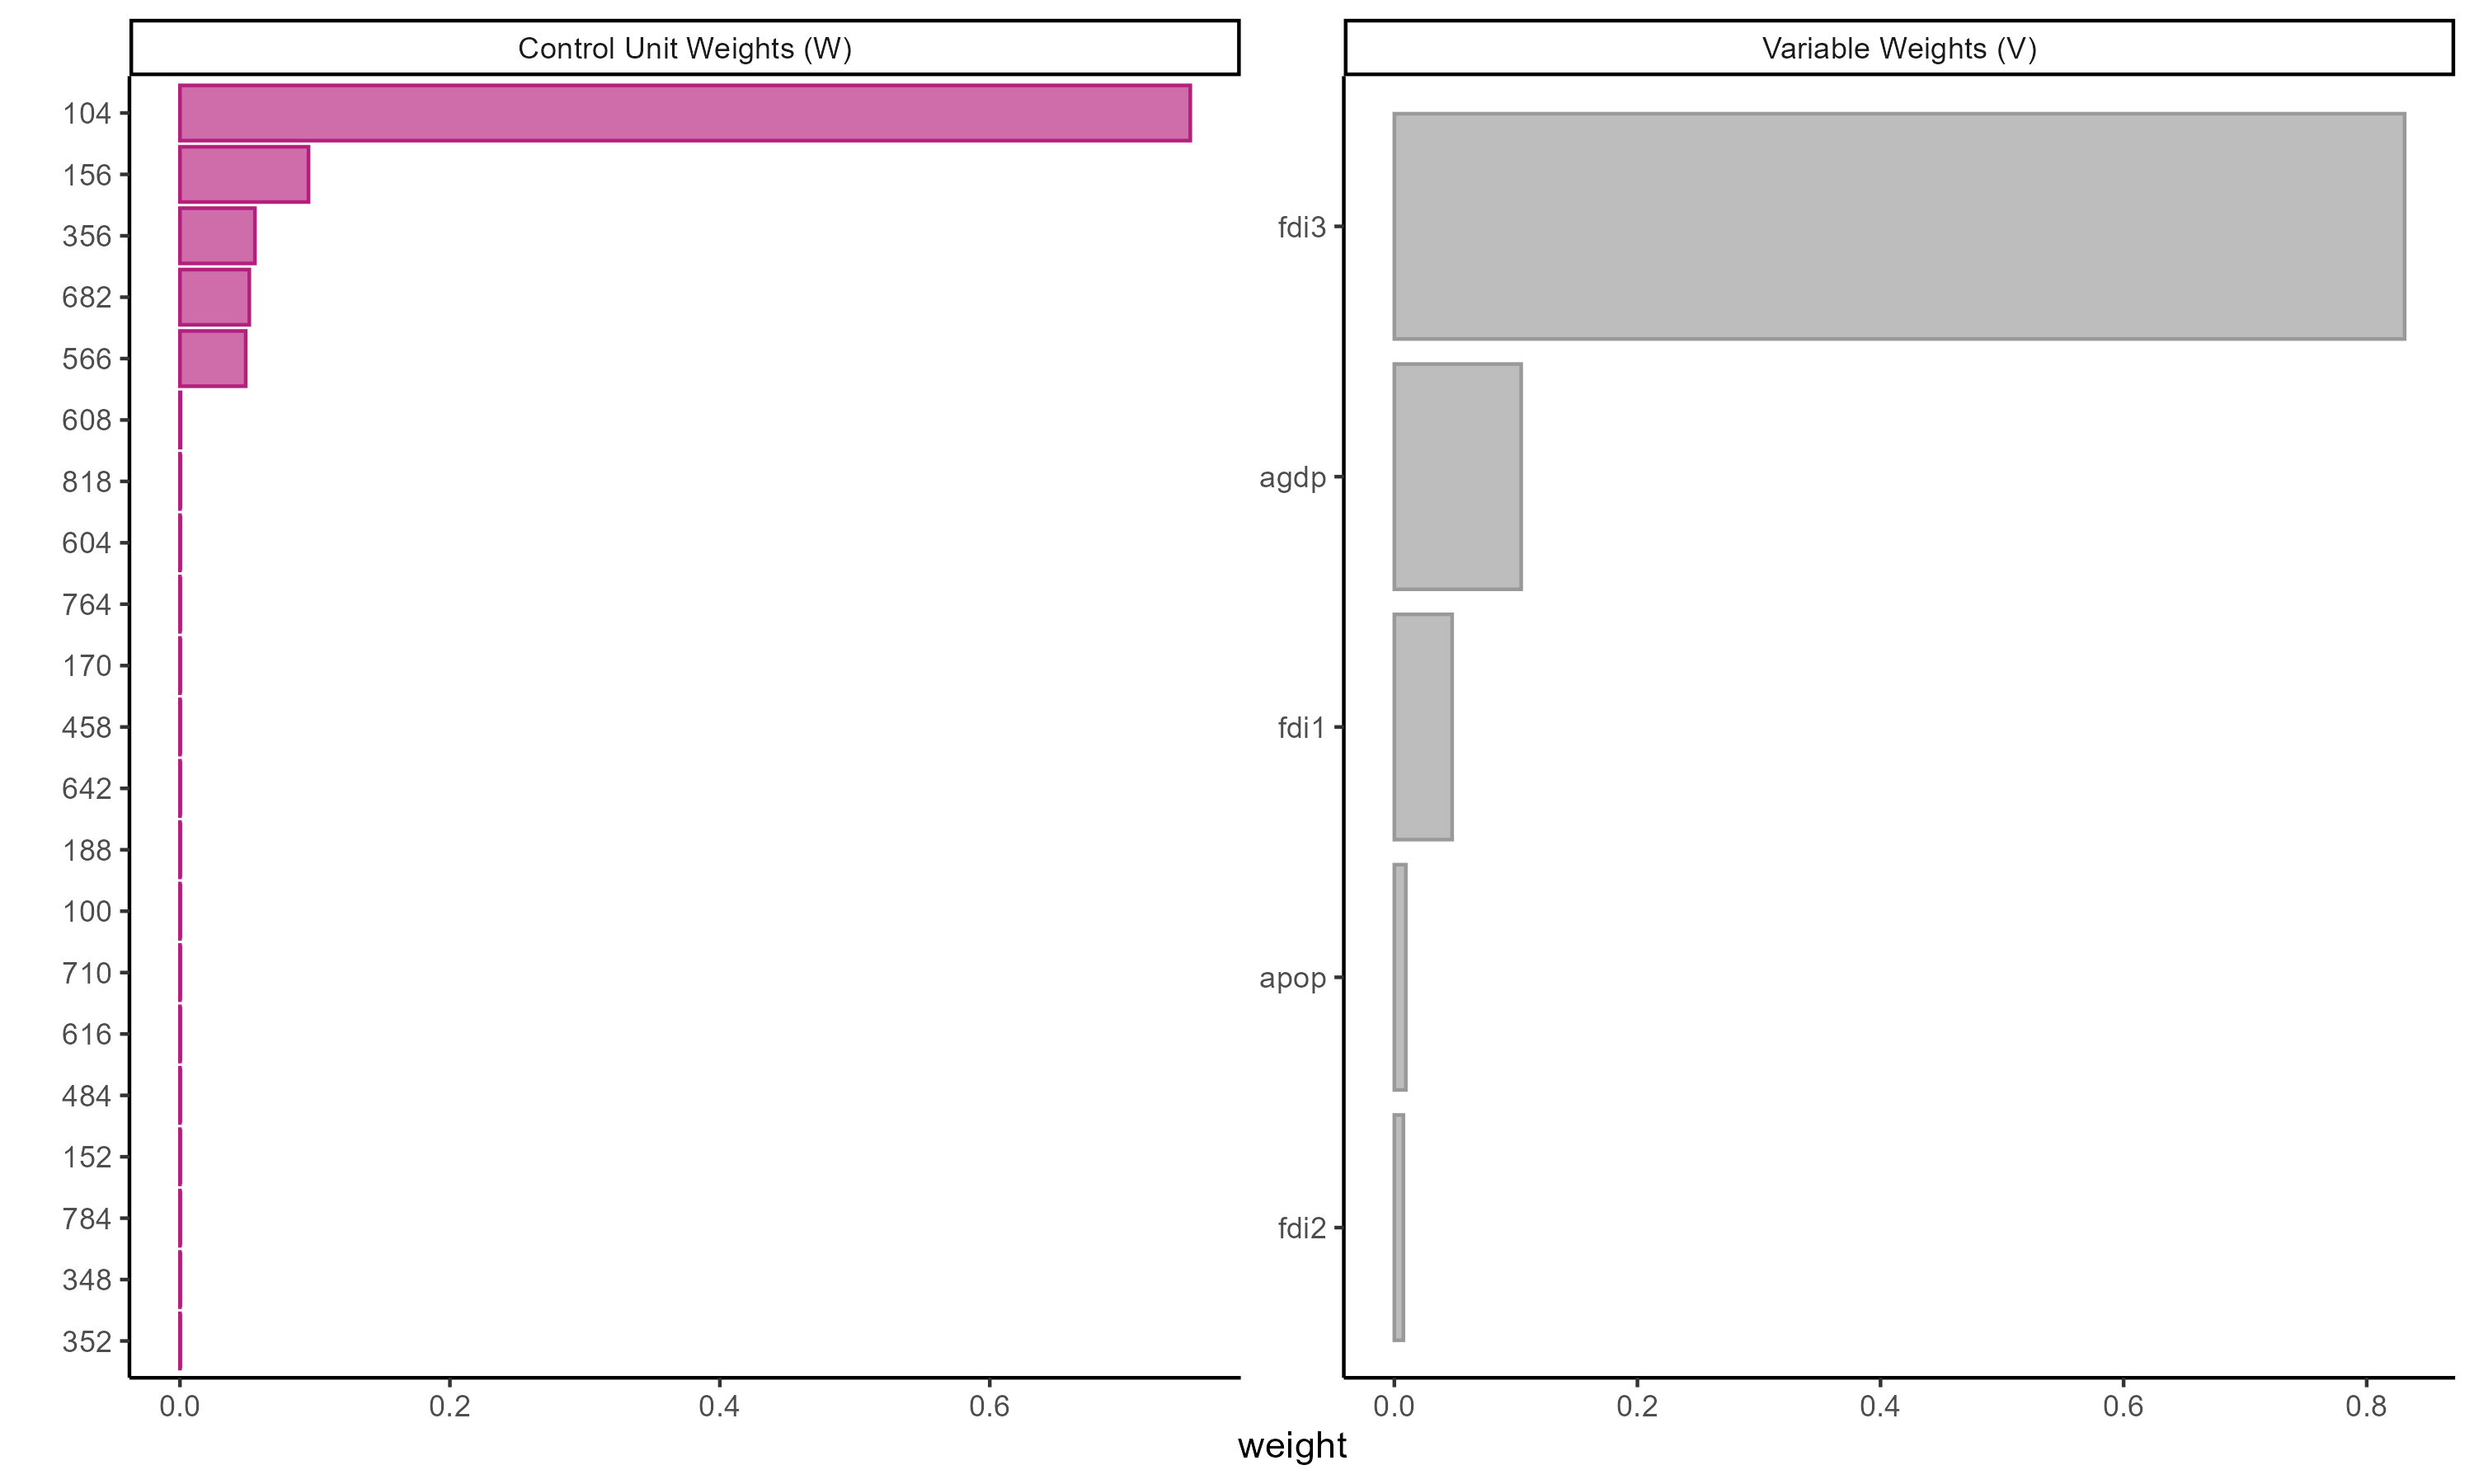 Control Unit Weights (W)
104
156
356
682
566
608
818
604
764
170
458
642
188
100
710
616
484
152
784
348
352
0.0 0.2 0.4 0.6
Variable Weights (V)
fdi3
agdp
fdi1
apop
fdi2
0.0 0.2 0.4 0.6 0.8
weight